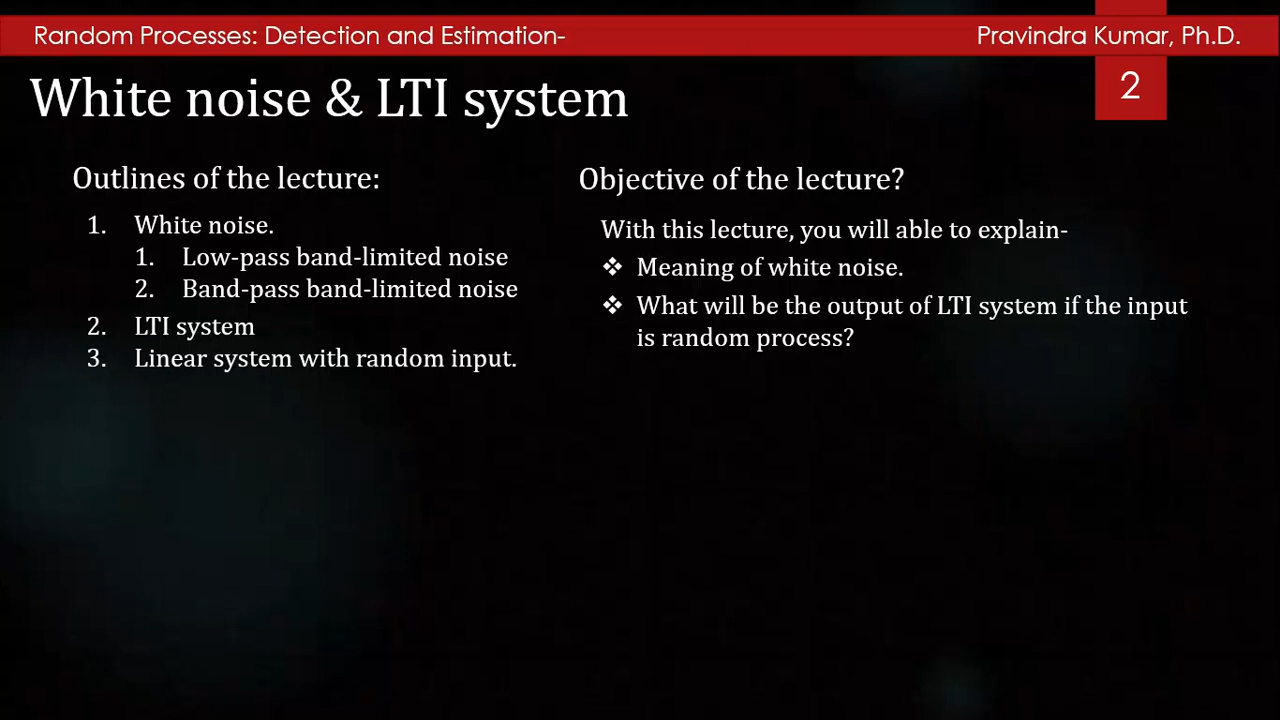 Random Processes: Detection and Estimation-
Pravindra Kumar, Ph.D.
2
White noise & LTI system
Outlines of the lecture:
1. White noise.
1. Low-pass band-limited noise
2. Band-pass band-limited noise
2. LTI system
3. Linear system with random input.
Objective of the lecture?
With this lecture, you will able to explain-
❖ Meaning of white noise.
❖ What will be the output of LTI system if the input
is random process?